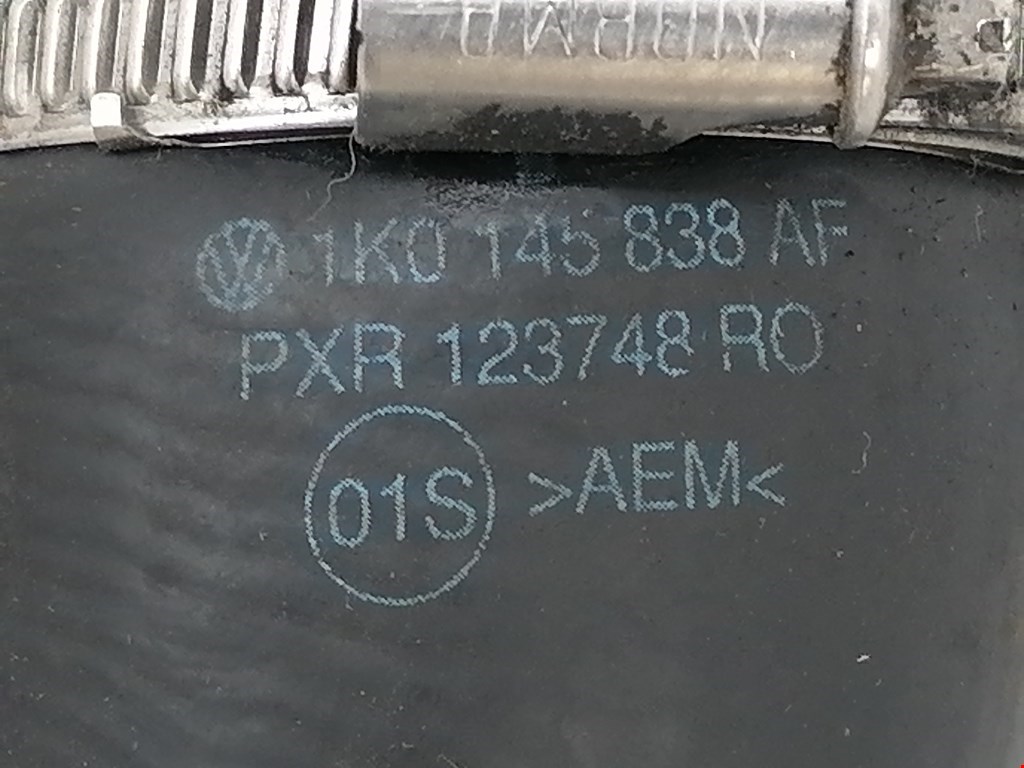 NORMA
1K0 145 838 AF
PXR 123748 RO
01S >AEM<